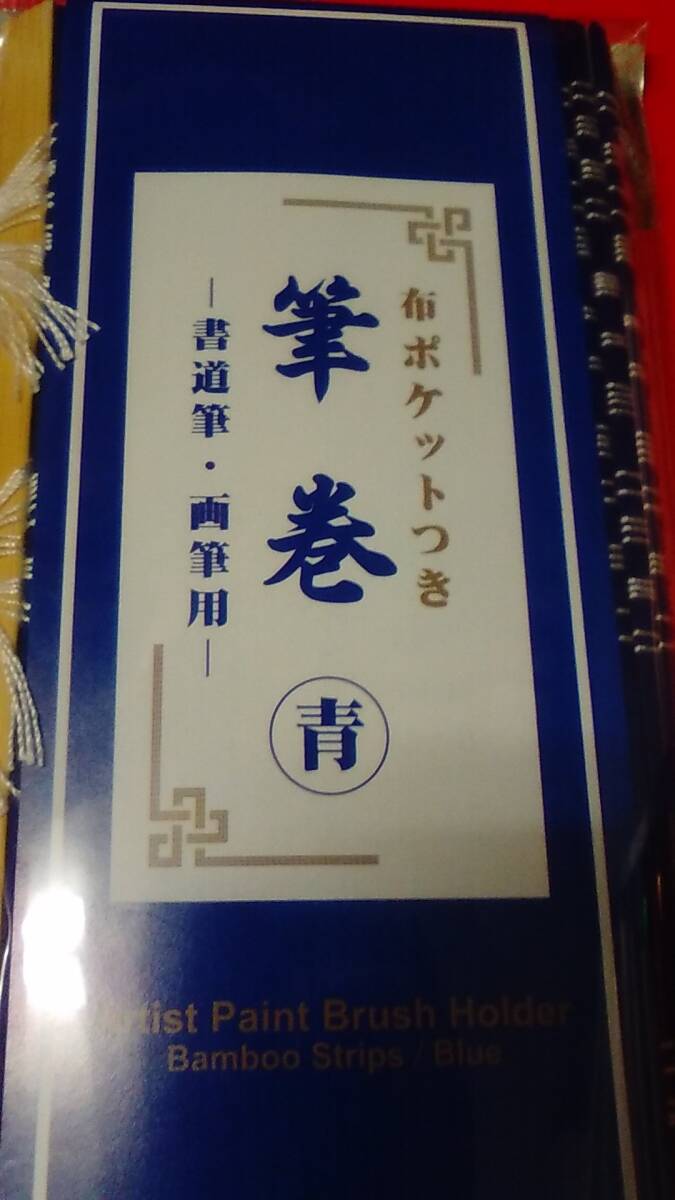 布ポケットつき
筆巻 青
―書道筆・画筆用―
Artist Paint Brush Holder
Bamboo Strips / Blue